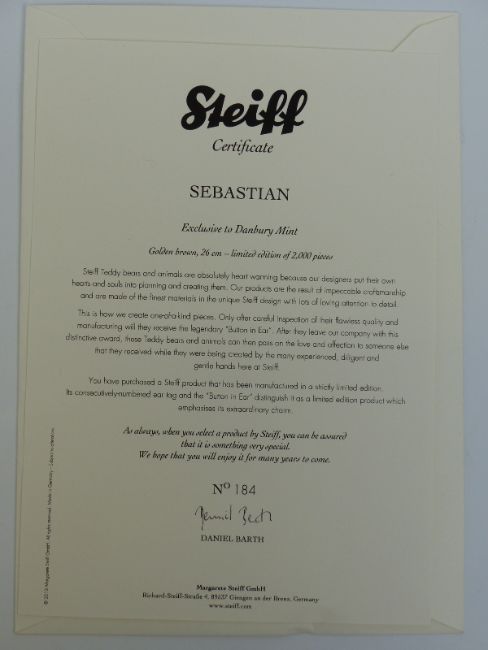 Steiff
Certificate
SEBASTIAN
Exclusive to Danbury Mint
Golden brown, 26 cm – limited edition of 2,000 pieces
Steiff Teddy bears and animals are absolutely heart warming because our designers put their own
hearts and souls into planning and creating them. Our products are the result of impeccable craftsmanship
and are made of the finest materials in the unique Steiff design with lots of loving attention to detail.
This is how we create one-of-a-kind pieces. Only after careful inspection of their flawless quality and
manufacturing will they receive the legendary "Button in Ear". After they leave our company with this
distinctive award, these Teddy bears and animals can then pass on the love and affection to someone else
that they received while they were being created by the many experienced, diligent and
gentle hands here at Steiff.
You have purchased a Steiff product that has been manufactured in a strictly limited edition.
Its consecutively-numbered ear tag and the "Button in Ear" distinguish it as a limited edition product which
emphasises its extraordinary charm.
As always, when you select a product by Steiff, you can be assured
that it is something very special.
We hope that you will enjoy it for many years to come.
Nº 184
Daniel Barth
DANIEL BARTH
Margarete Steiff GmbH
Richard-Steiff-Straße 4, 89537 Giengen an der Brenz, Germany
www.steiff.com
Margarete Steiff GmbH. All rights reserved. Made in Germany